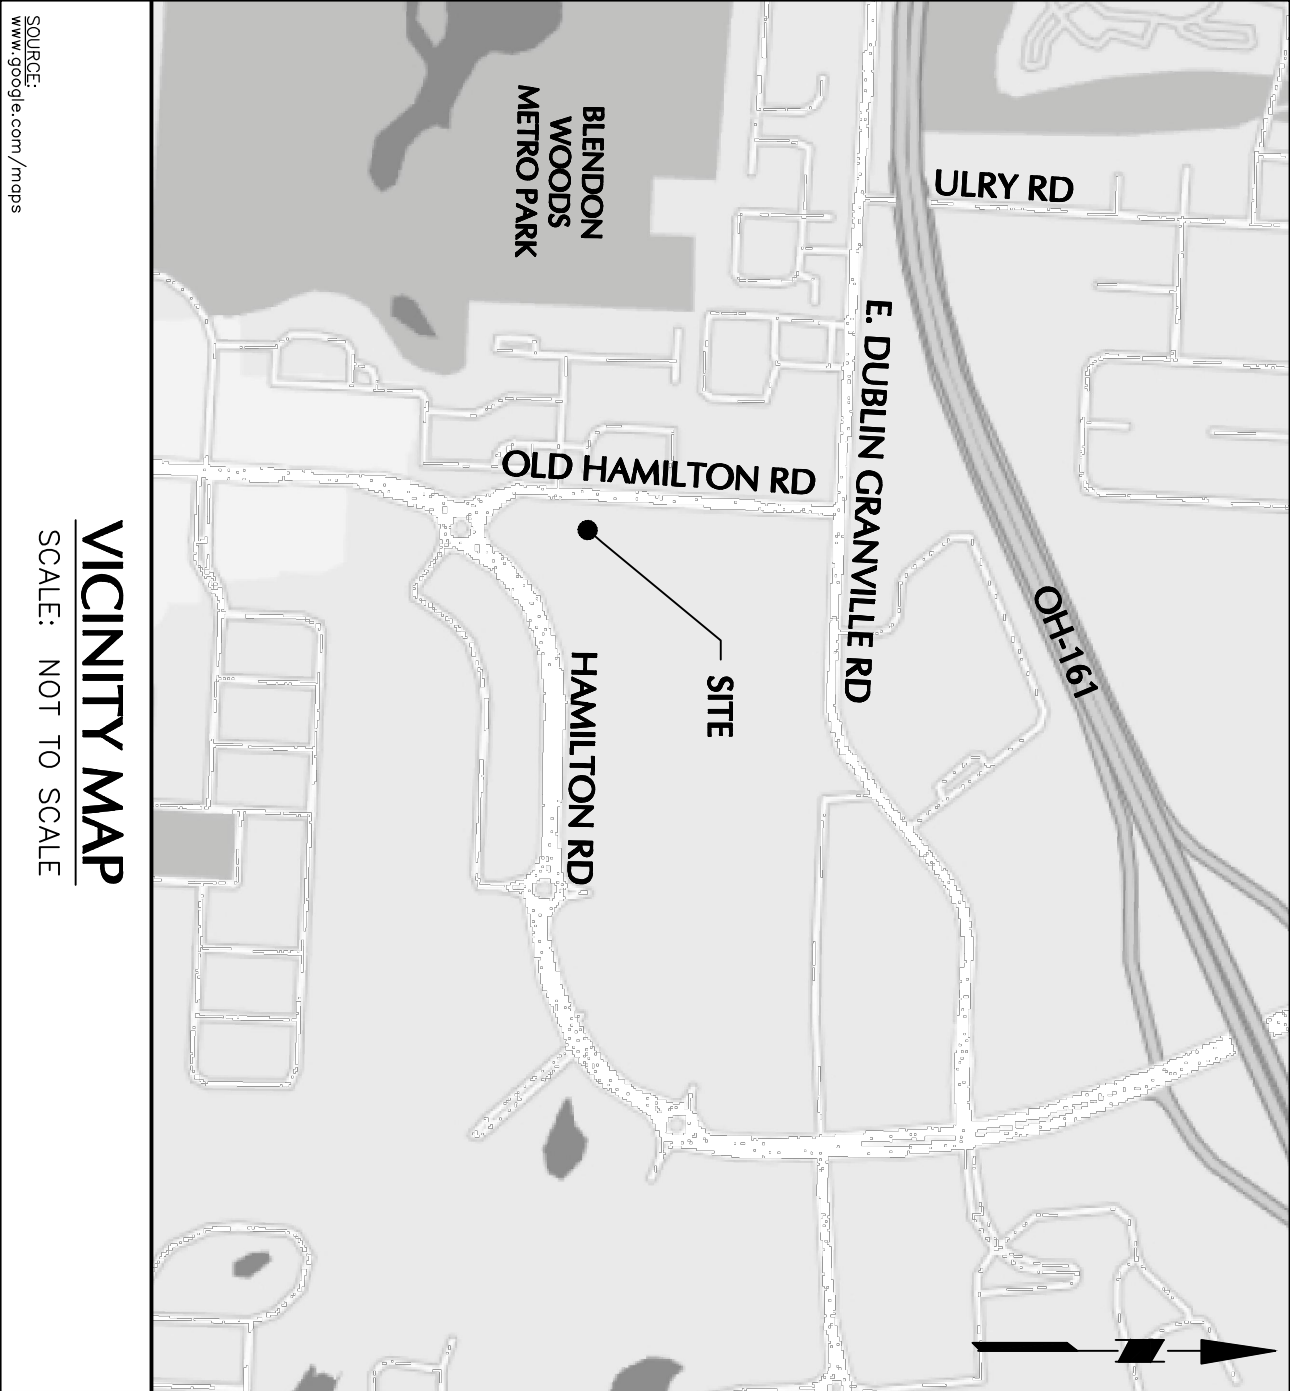 BLENDON
WOODS
METRO PARK
ULRY RD
E. DUBLIN GRANVILLE RD
OLD HAMILTON RD
OH-161
SITE
HAMILTON RD
VICINITY MAP
SCALE: NOT TO SCALE
SOURCE:
www.google.com/maps